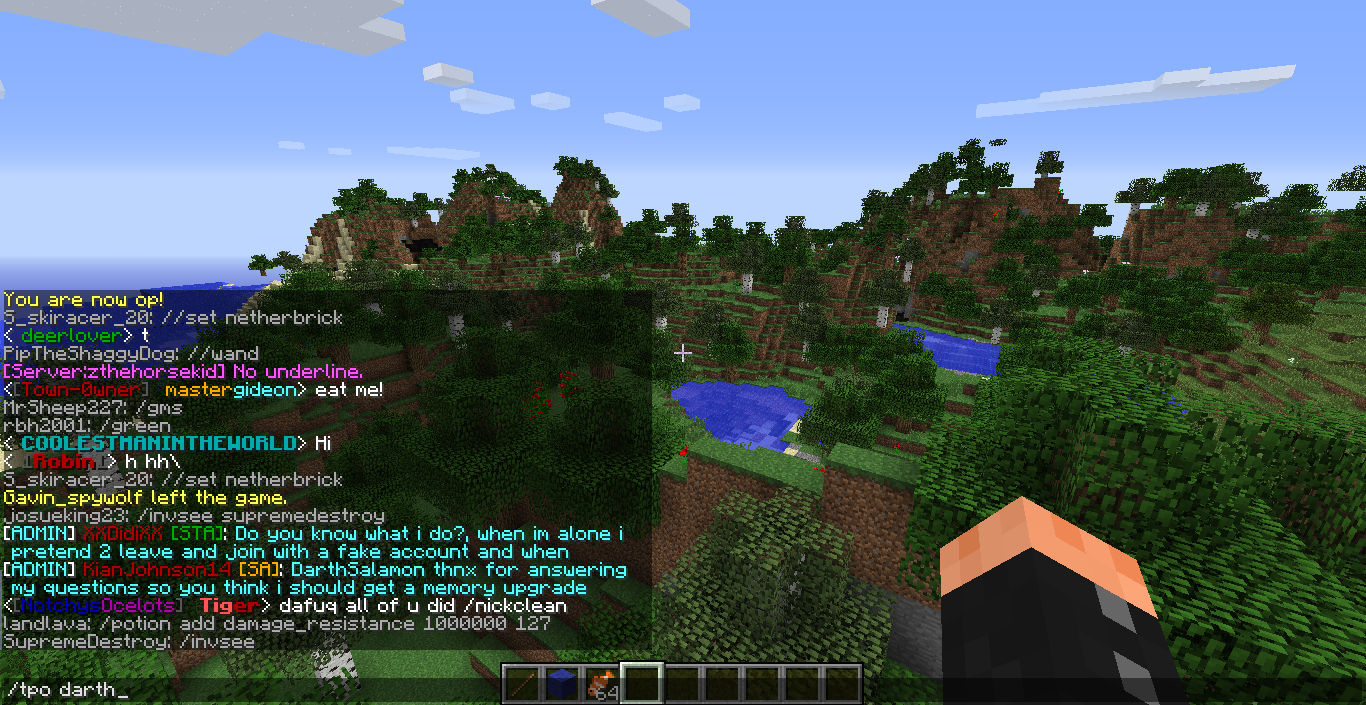 You are now op!
S_skiracer_20: //set netherbrick
< deerlover> t
PipTheShaggyDog: //wand
[Server:zthehorsekid] No underline.
<[Town-Owner] mastergideon> eat me!
MrSheep227: /gms
rbh2001: /green
< COOLESTMANINTHEWORLD> Hi
< [Robin ]> h hh\
S_skiracer_20: //set netherbrick
Gavin_spywolf left the game.
josueking23: /invsee supremedestroy
[ADMIN] XXDidiXX [STA]: Do you know what i do?, when im alone i
pretend 2 leave and join with a fake account and when
[ADMIN] KianJohnson14 [SA]: DarthSalamon thnx for answering
my questions so you think i should get a memory upgrade
<[NotchysOcelots] Tiger> dafuq all of u did /nickclean
landlava: /potion add damage_resistance 1000000 127
SupremeDestroy: /invsee
64
/tpo darth_